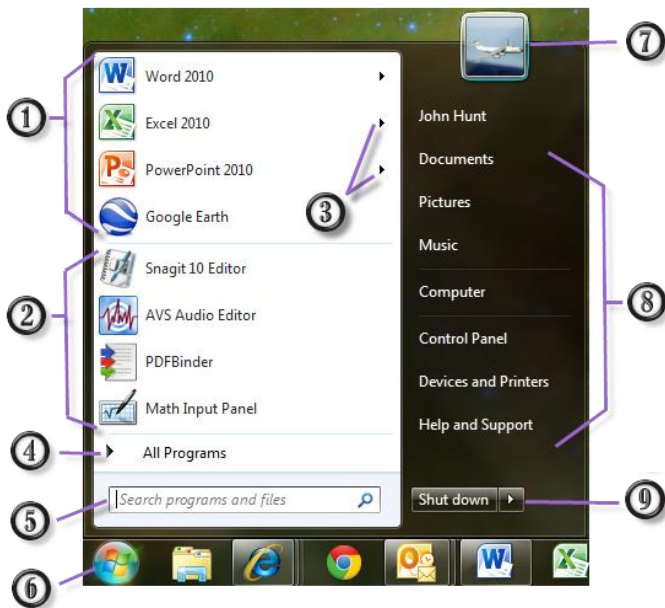 Word 2010
Excel 2010
PowerPoint 2010
Google Earth
Snagit 10 Editor
AVS Audio Editor
PDFBinder
Math Input Panel
All Programs
Search programs and files
John Hunt
Documents
Pictures
Music
Computer
Control Panel
Devices and Printers
Help and Support
Shut down
1
2
3
4
5
6
7
8
9